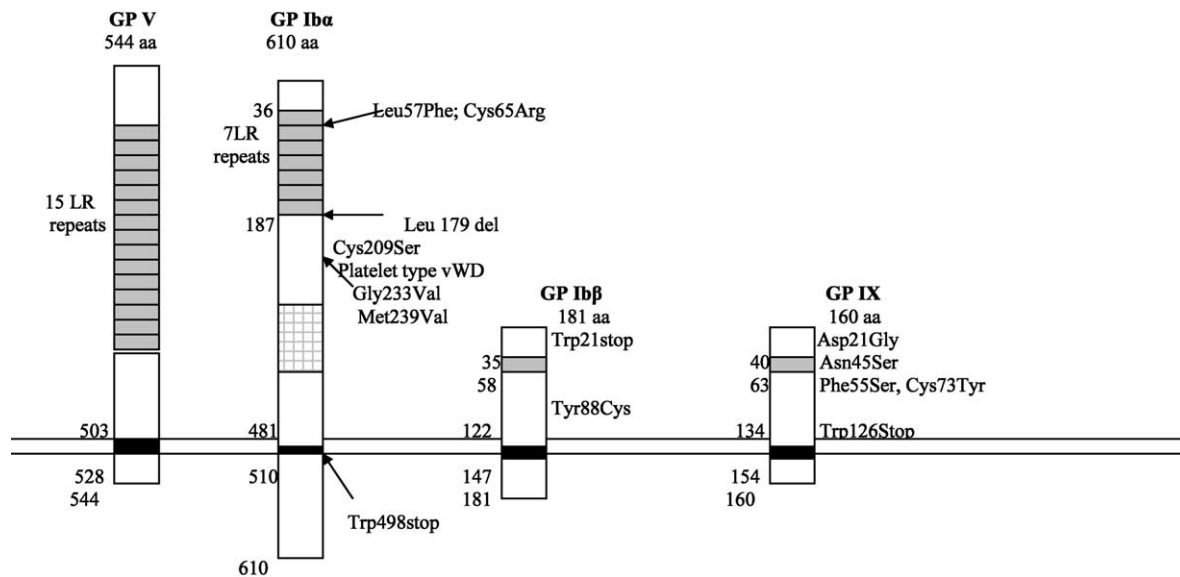 GP V
544 aa
15 LR
repeats
503
528
544
GP Ibα
610 aa
36
7LR
repeats
187
481
510
610
Leu57Phe; Cys65Arg
Leu 179 del
Cys209Ser
Platelet type vWD
Gly233Val
Met239Val
Trp498stop
GP Ibβ
181 aa
Trp21stop
35
58
Tyr88Cys
122
147
181
GP IX
160 aa
Asp21Gly
40
Asn45Ser
63
Phe55Ser, Cys73Tyr
134
Trp126Stop
154
160